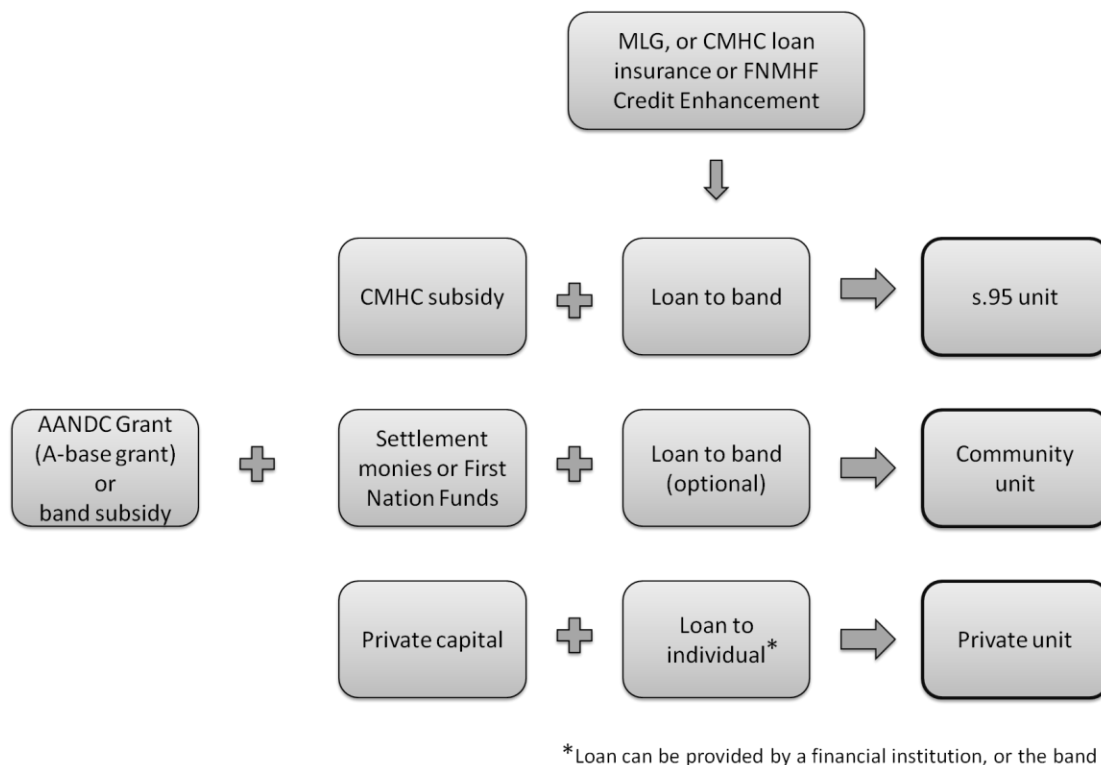 MLG, or CMHC loan
insurance or FNMHF
Credit Enhancement
CMHC subsidy
Loan to band
s.95 unit
AANDC Grant
(A-base grant)
or
band subsidy
Settlement
monies or First
Nation Funds
Loan to band
(optional)
Community
unit
Private capital
Loan to
individual*
Private unit
*Loan can be provided by a financial institution, or the band